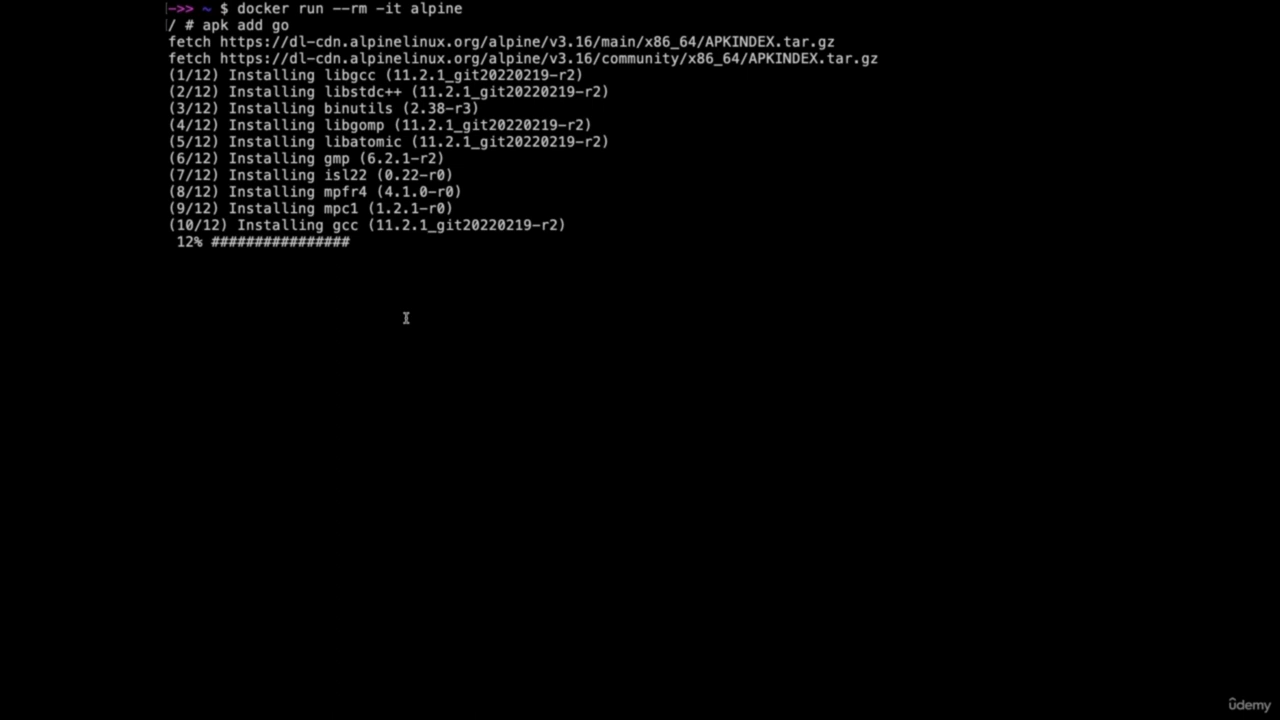 ->> ~ $ docker run --rm -it alpine
/ # apk add go
fetch https://dl-cdn.alpinelinux.org/alpine/v3.16/main/x86_64/APKINDEX.tar.gz
fetch https://dl-cdn.alpinelinux.org/alpine/v3.16/community/x86_64/APKINDEX.tar.gz
(1/12) Installing libgcc (11.2.1_git20220219-r2)
(2/12) Installing libstdc++ (11.2.1_git20220219-r2)
(3/12) Installing binutils (2.38-r3)
(4/12) Installing libgomp (11.2.1_git20220219-r2)
(5/12) Installing libatomic (11.2.1_git20220219-r2)
(6/12) Installing gmp (6.2.1-r2)
(7/12) Installing isl22 (0.22-r0)
(8/12) Installing mpfr4 (4.1.0-r0)
(9/12) Installing mpc1 (1.2.1-r0)
(10/12) Installing gcc (11.2.1_git20220219-r2)
12% ################
ûdemy